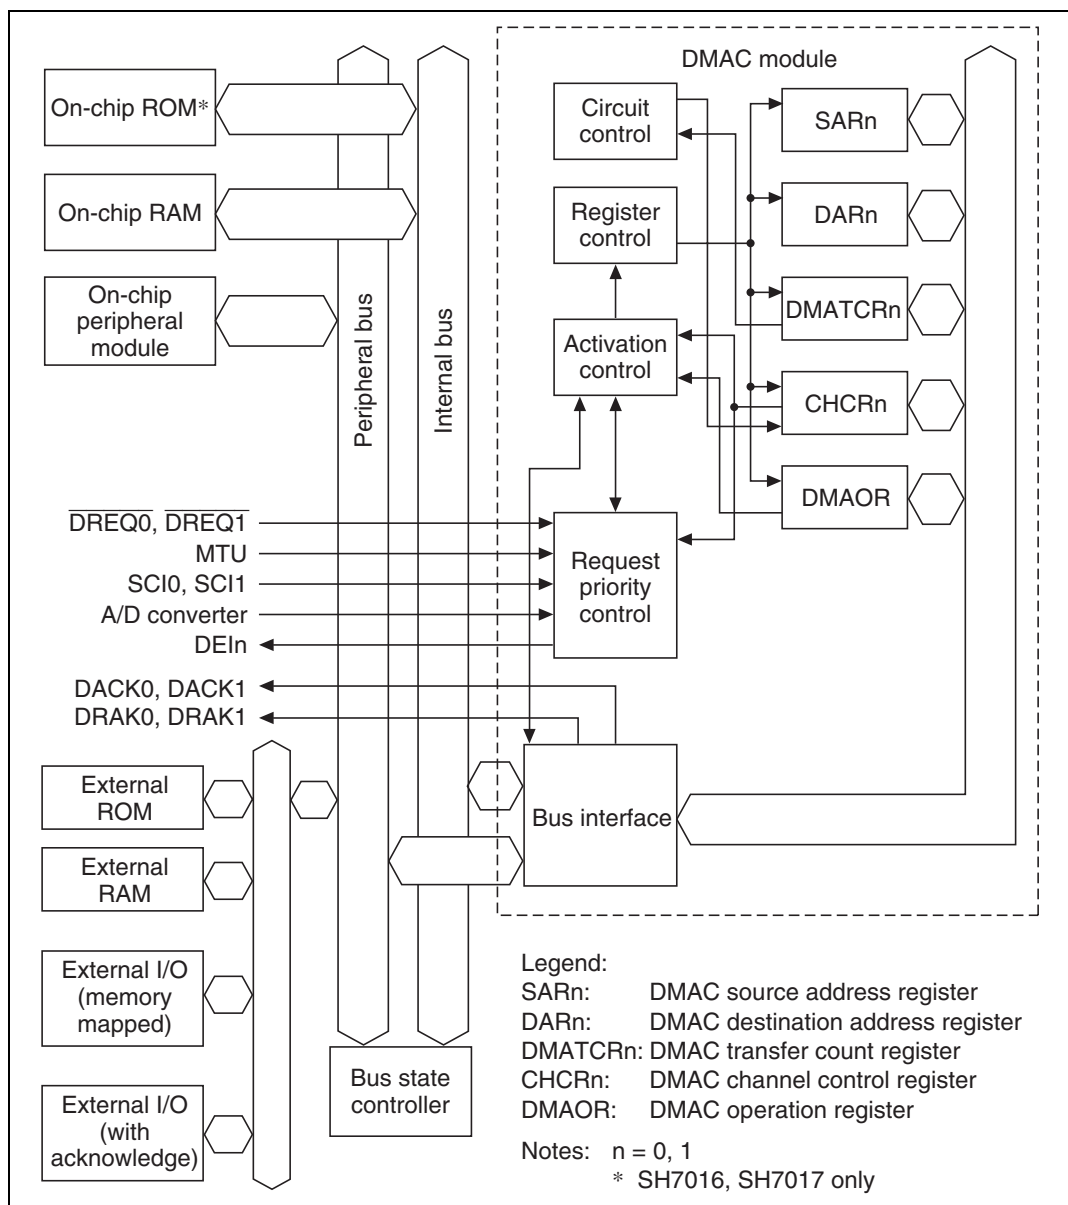 DMAC module
On-chip ROM*
Circuit
control
SARn
On-chip RAM
Register
control
DARn
On-chip
peripheral
module
Peripheral bus
Internal bus
Activation
control
DMATCRn
CHCRn
DMAOR
DREQ0, DREQ1
MTU
SCI0, SCI1
A/D converter
DEIn
Request
priority
control
DACK0, DACK1
DRAK0, DRAK1
External
ROM
Bus interface
External
RAM
External I/O
(memory
mapped)
External I/O
(with
acknowledge)
Bus state
controller
Legend:
SARn: DMAC source address register
DARn: DMAC destination address register
DMATCRn: DMAC transfer count register
CHCRn: DMAC channel control register
DMAOR: DMAC operation register
Notes: n = 0, 1
* SH7016, SH7017 only